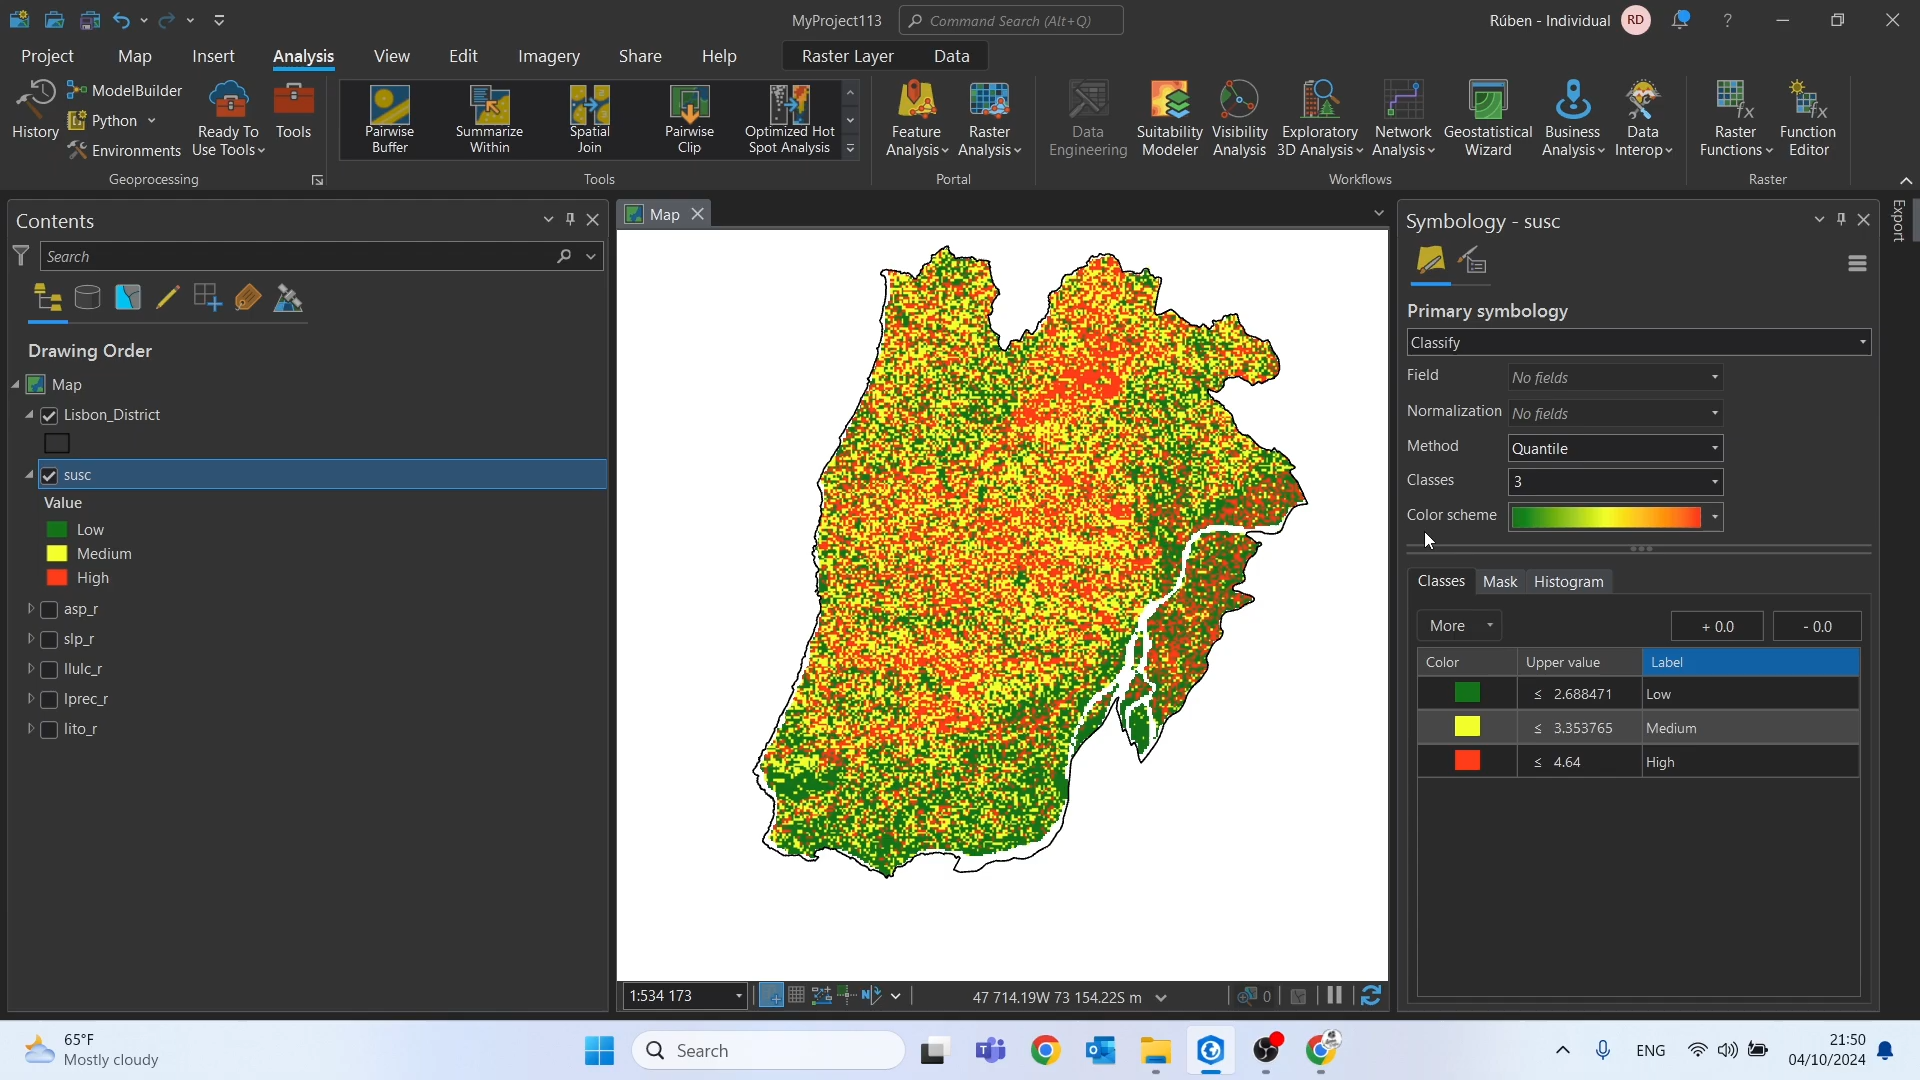 MyProject113
Command Search (Alt+Q)
Rúben - Individual
RD
?
Project
Map
Insert
Analysis
View
Edit
Imagery
Share
Help
Raster Layer
Data
History
ModelBuilder
Python
Environments
Ready To
Use Tools
Tools
Geoprocessing
Pairwise
Buffer
Summarize
Within
Spatial
Join
Pairwise
Clip
Optimized Hot
Spot Analysis
Tools
Feature
Analysis
Raster
Analysis
Portal
Data
Engineering
Suitability
Modeler
Visibility
Analysis
Exploratory
3D Analysis
Network
Analysis
Geostatistical
Wizard
Business
Analysis
Data
Interop
Workflows
Raster
Functions
Function
Editor
Raster
Contents
Search
Drawing Order
Map
Lisbon_District
susc
Value
Low
Medium
High
asp_r
slp_r
llulc_r
lprec_r
lito_r
Map
1:534 173
47 714.19W 73 154.22S m
0
Symbology - susc
Export
Primary symbology
Classify
Field
No fields
Normalization
No fields
Method
Quantile
Classes
3
Color scheme
Classes
Mask
Histogram
More
+ 0.0
- 0.0
Color
Upper value
Label
≤ 2.688471
Low
≤ 3.353765
Medium
≤ 4.64
High
65°F
Mostly cloudy
Search
ENG
21:50
04/10/2024